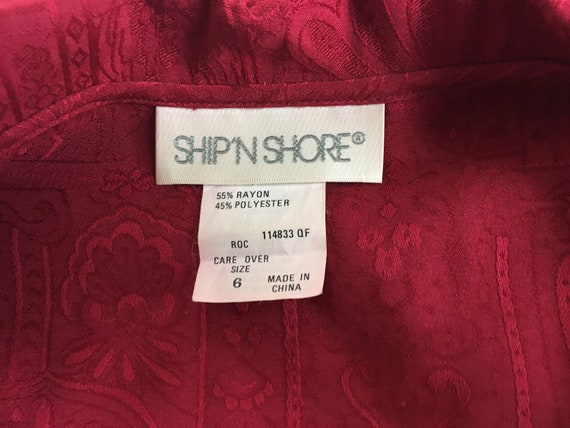 SHIP'N SHORE®
55% RAYON
45% POLYESTER
ROC 114833 QF
CARE OVER
SIZE
6 MADE IN
CHINA